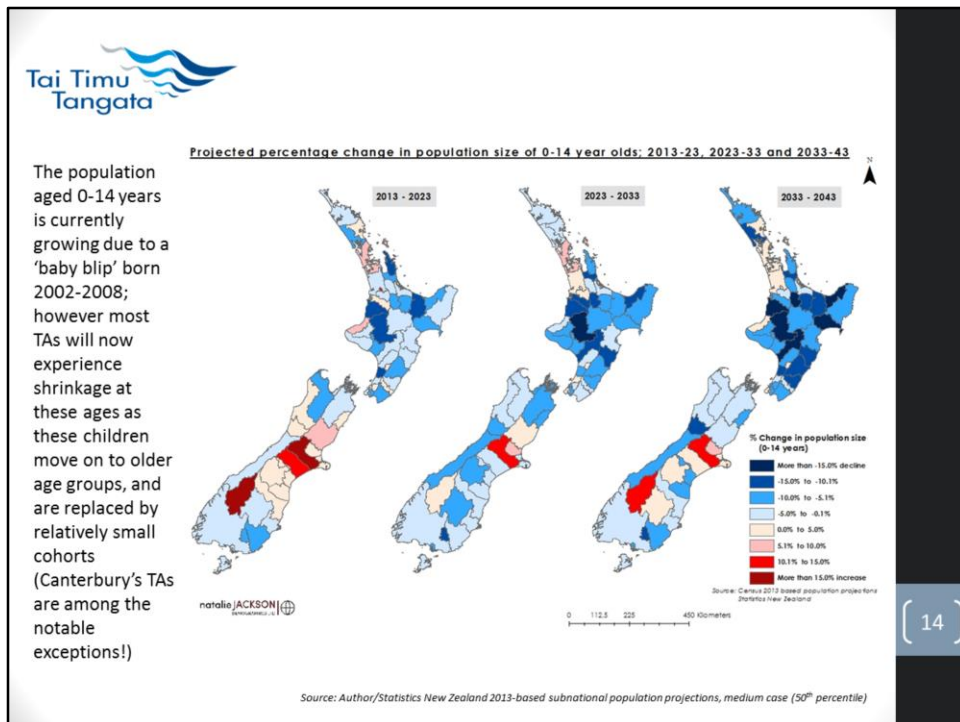 Tai Timu
Tangata
Projected percentage change in population size of 0-14 year olds; 2013-23, 2023-33 and 2033-43
The population
aged 0-14 years
is currently
growing due to a
‘baby blip’ born
2002-2008;
however most
TAs will now
experience
shrinkage at
these ages as
these children
move on to older
age groups, and
are replaced by
relatively small
cohorts
(Canterbury’s TAs
are among the
notable
exceptions!)
N
2013 - 2023
2023 - 2033
2033 - 2043
% Change in population size
(0-14 years)
More than -15.0% decline
-15.0% to -10.1%
-10.0% to -5.1%
-5.0% to -0.1%
0.0% to 5.0%
5.1% to 10.0%
10.1% to 15.0%
More than 15.0% increase
Source: Census 2013 based population projections
Statistics New Zealand
natalie JACKSON
0 112.5 225 450 Kilometers
14
Source: Author/Statistics New Zealand 2013-based subnational population projections, medium case (50th percentile)